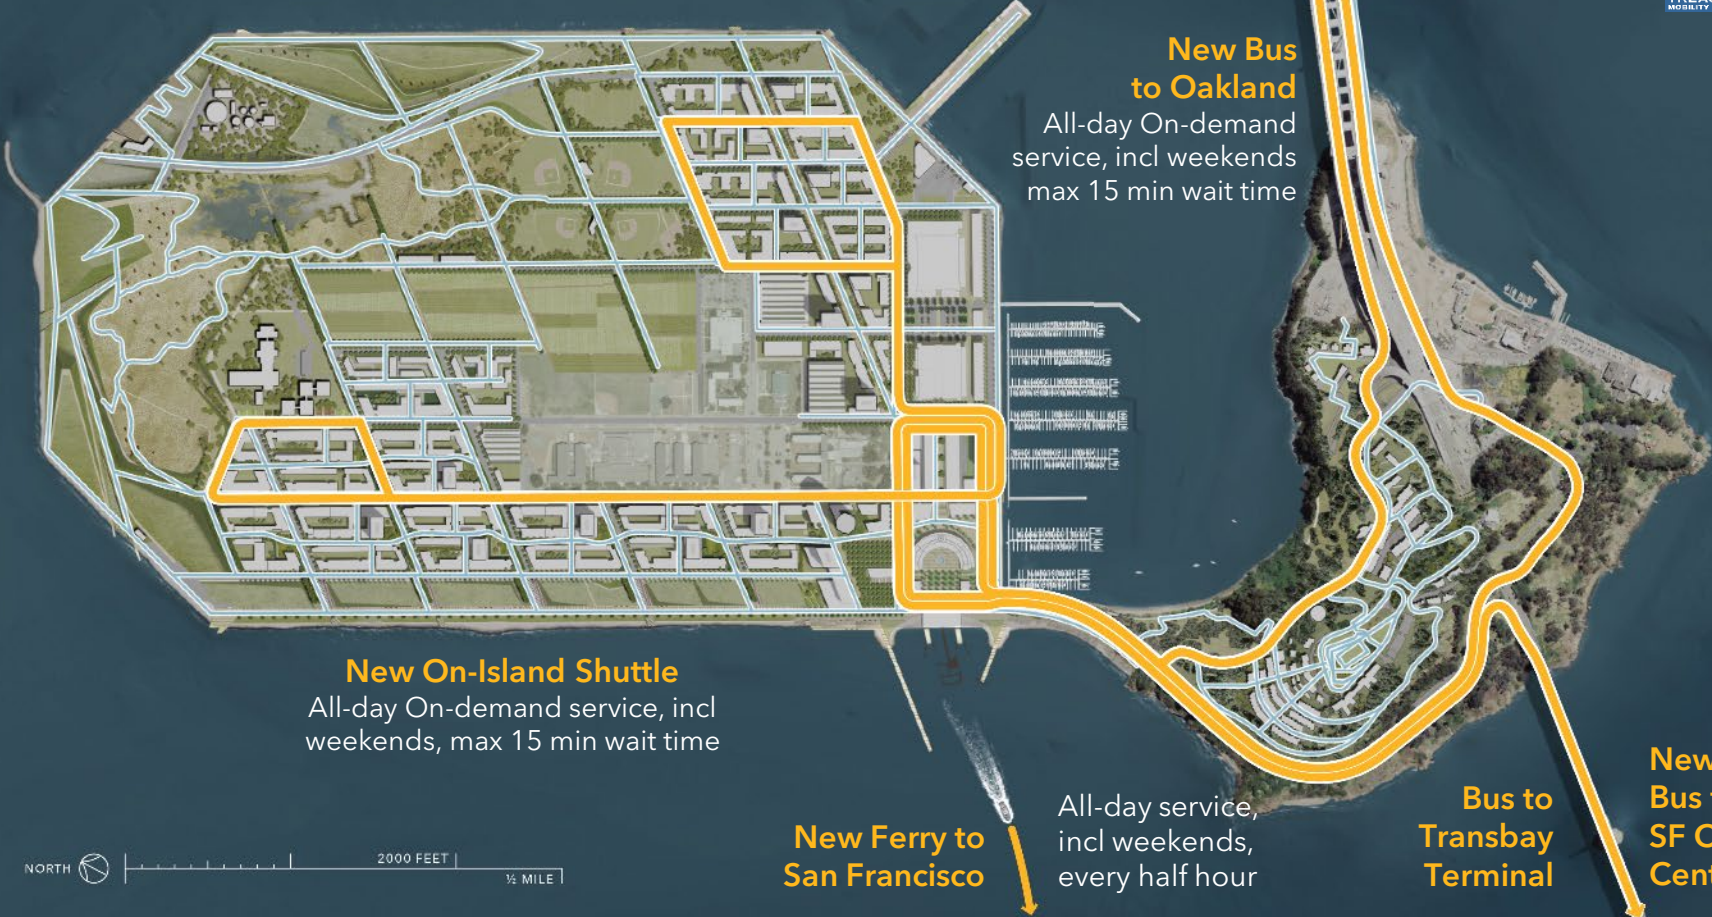 MOBILITY
New Bus
to Oakland
All-day On-demand
service, incl weekends
max 15 min wait time
New On-Island Shuttle
All-day On-demand service, incl
weekends, max 15 min wait time
New Ferry to
San Francisco
All-day service,
incl weekends,
every half hour
Bus to
Transbay
Terminal
New
Bus
SF
NORTH
2000 FEET
½ MILE